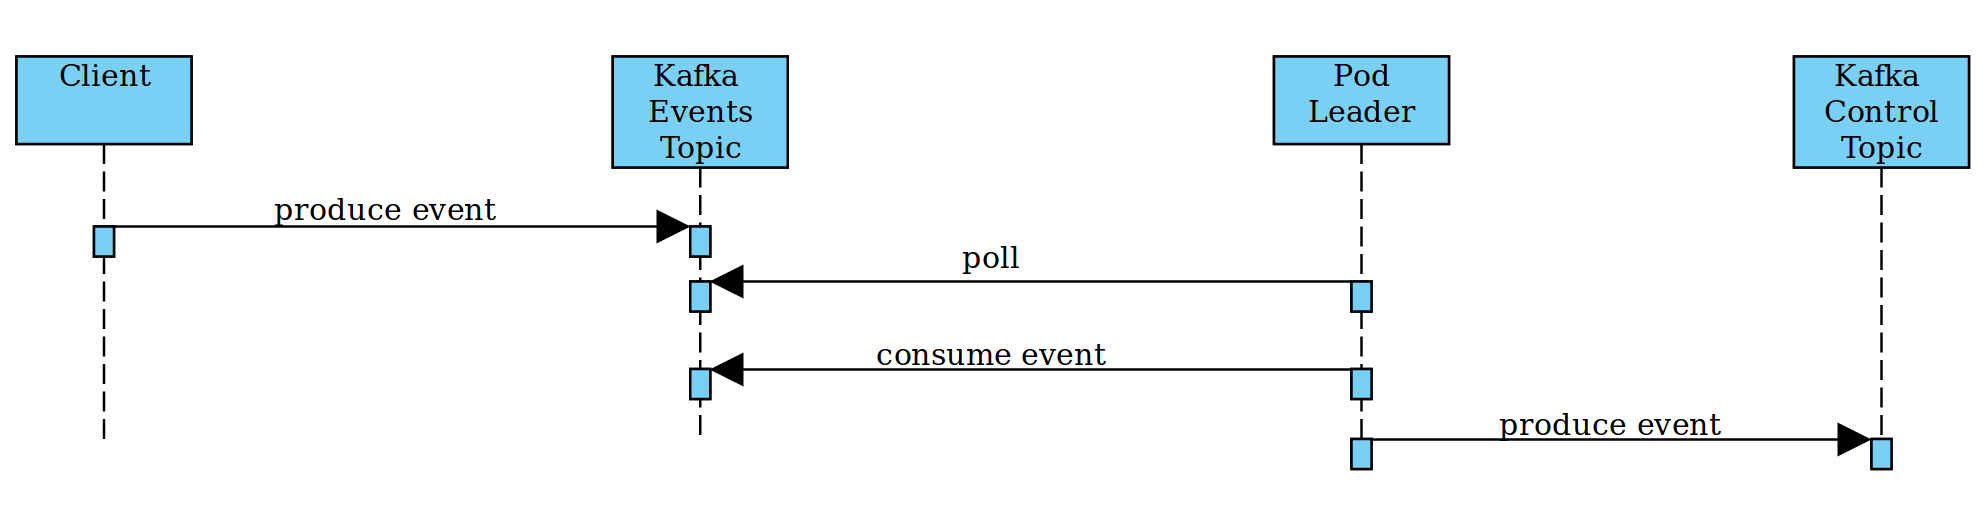 Client
Kafka
Events
Topic
Pod
Leader
Kafka
Control
Topic
produce event
poll
consume event
produce event